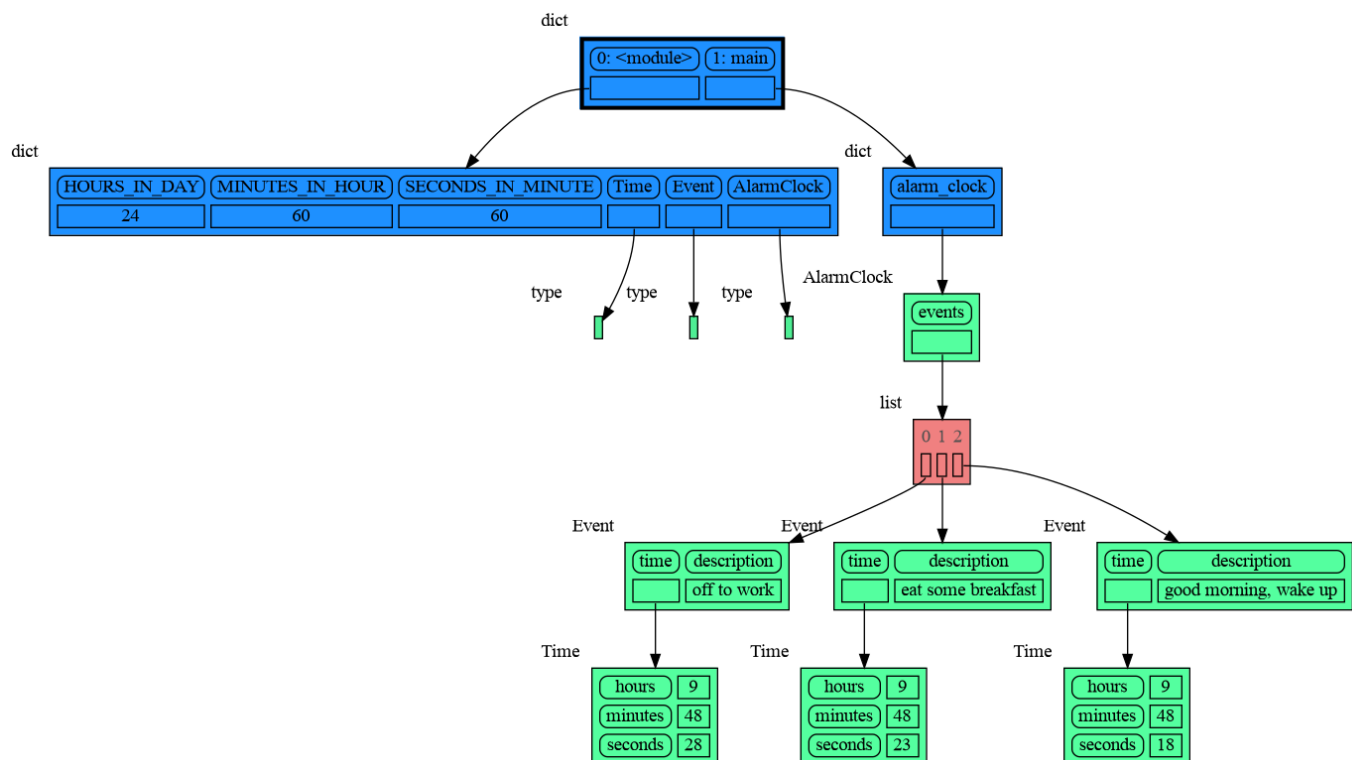 dict
0: <module> 1: main
dict
dict
HOURS_IN_DAY MINUTES_IN_HOUR SECONDS_IN_MINUTE Time Event AlarmClock
alarm_clock
24 60 60
type type type
AlarmClock
events
list
0 1 2
Event
Event
Event
time description
off to work
time description
eat some breakfast
time description
good morning, wake up
Time
Time
Time
hours 9
minutes 48
seconds 28
hours 9
minutes 48
seconds 23
hours 9
minutes 48
seconds 18